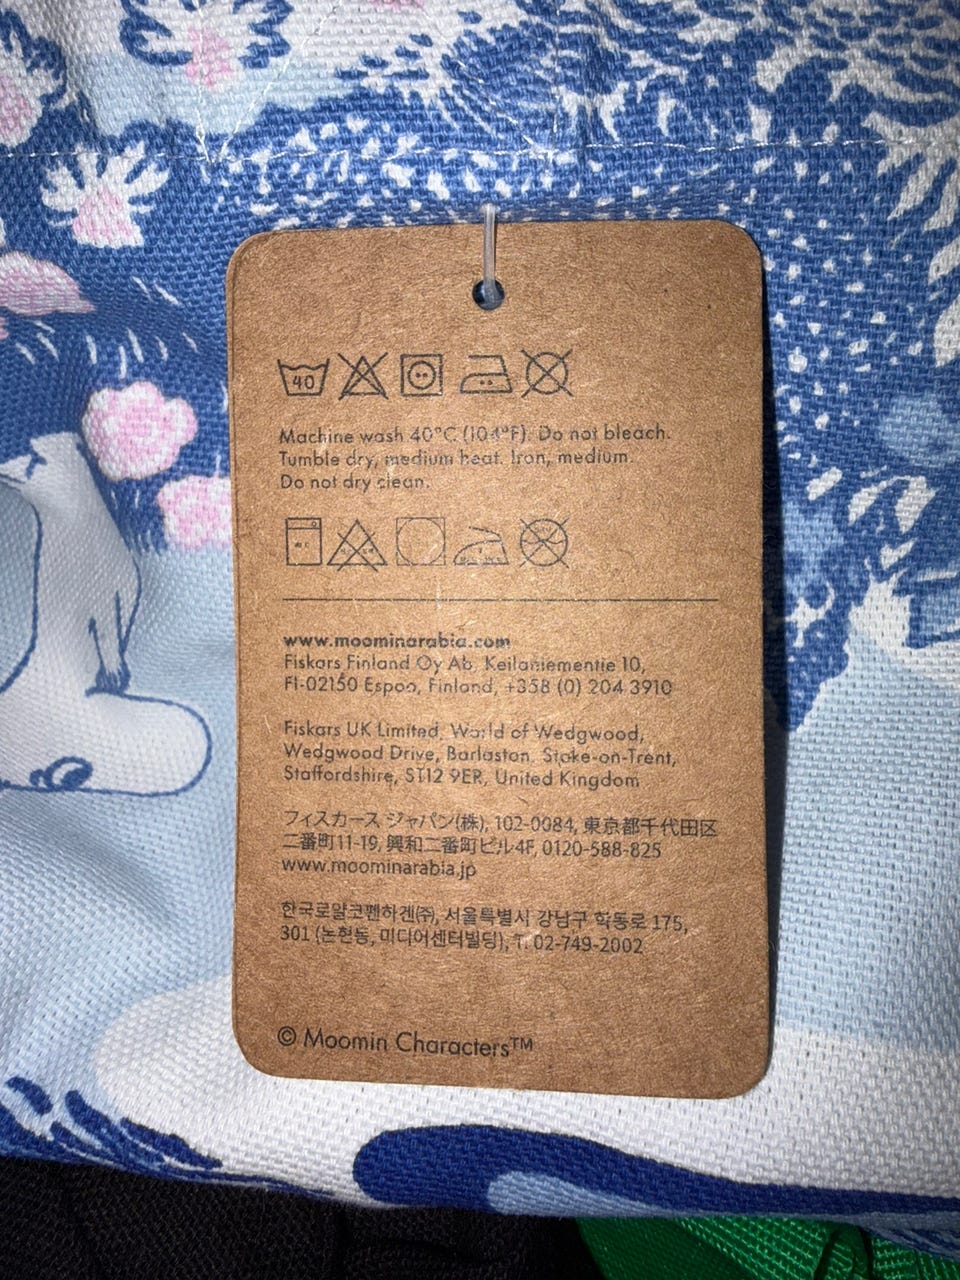 40
Machine wash 40°C (104°F). Do not bleach.
Tumble dry, medium heat. Iron, medium.
Do not dry clean.
www.moominarabia.com
Fiskars Finland Oy Ab, Keilaniementie 10,
FI-02150 Espoo, Finland, +358 (0) 204 3910
Fiskars UK Limited, World of Wedgwood,
Wedgwood Drive, Barlaston, Stoke-on-Trent,
Staffordshire, ST12 9ER, United Kingdom
フィスカース ジャパン(株), 102-0084, 東京都千代田区
二番町11-19, 興和二番町ビル4F, 0120-588-825
www.moominarabia.jp
한국로얄코펜하겐(주), 서울특별시 강남구 학동로 175,
301 (논현동, 미디어센터빌딩), T. 02-749-2002
© Moomin Characters™